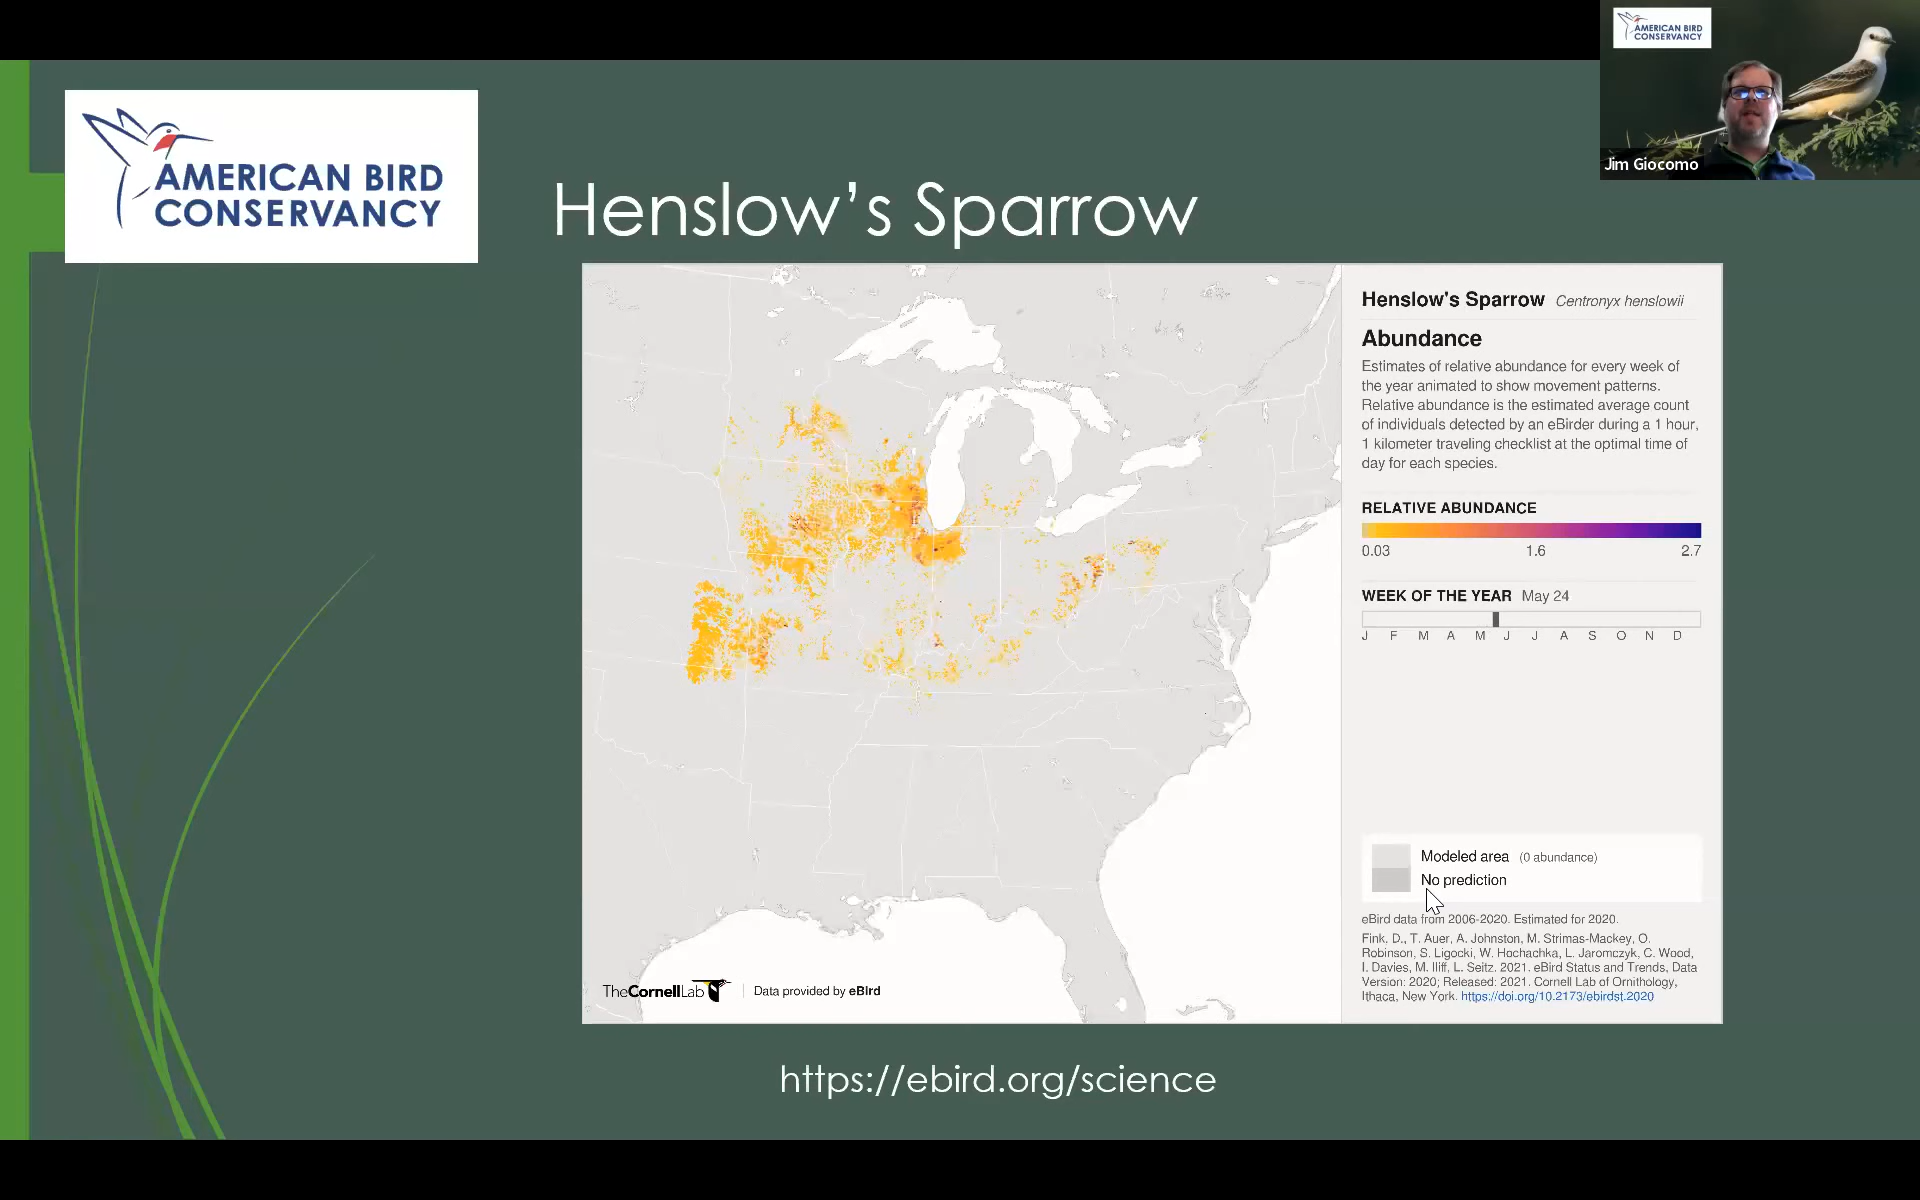 AMERICAN BIRD
CONSERVANCY
Jim Giocomo
AMERICAN BIRD
CONSERVANCY
Henslow’s Sparrow
Henslow's Sparrow Centronyx henslowii
Abundance
Estimates of relative abundance for every week of
the year animated to show movement patterns.
Relative abundance is the estimated average count
of individuals detected by an eBirder during a 1 hour,
1 kilometer traveling checklist at the optimal time of
day for each species.
RELATIVE ABUNDANCE
0.03 1.6 2.7
WEEK OF THE YEAR May 24
J F M A M J J A S O N D
Modeled area (0 abundance)
No prediction
eBird data from 2006-2020. Estimated for 2020.
Fink, D., T. Auer, A. Johnston, M. Strimas-Mackey, O.
Robinson, S. Ligocki, W. Hochachka, L. Jaromczyk, C. Wood,
I. Davies, M. Iliff, L. Seitz. 2021. eBird Status and Trends, Data
Version: 2020; Released: 2021. Cornell Lab of Ornithology,
Ithaca, New York. https://doi.org/10.2173/ebirdst.2020
TheCornellLab Data provided by eBird
https://ebird.org/science